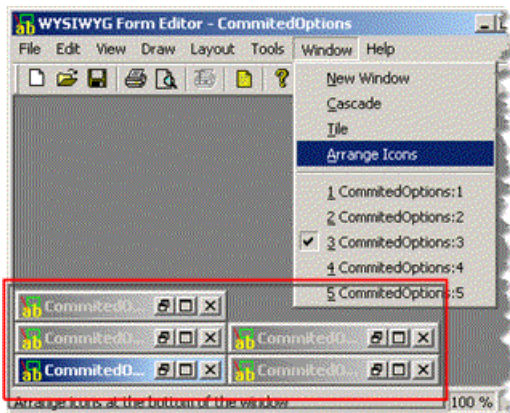 WYSIWYG Form Editor - CommitedOptions
File Edit View Draw Layout Tools Window Help
New Window
Cascade
Tile
Arrange Icons
1 CommitedOptions:1
2 CommitedOptions:2
3 CommitedOptions:3
4 CommitedOptions:4
5 CommitedOptions:5
CommitedO...
CommitedO... CommitedO...
CommitedO... CommitedO...
Arrange icons at the bottom of the window 100 %